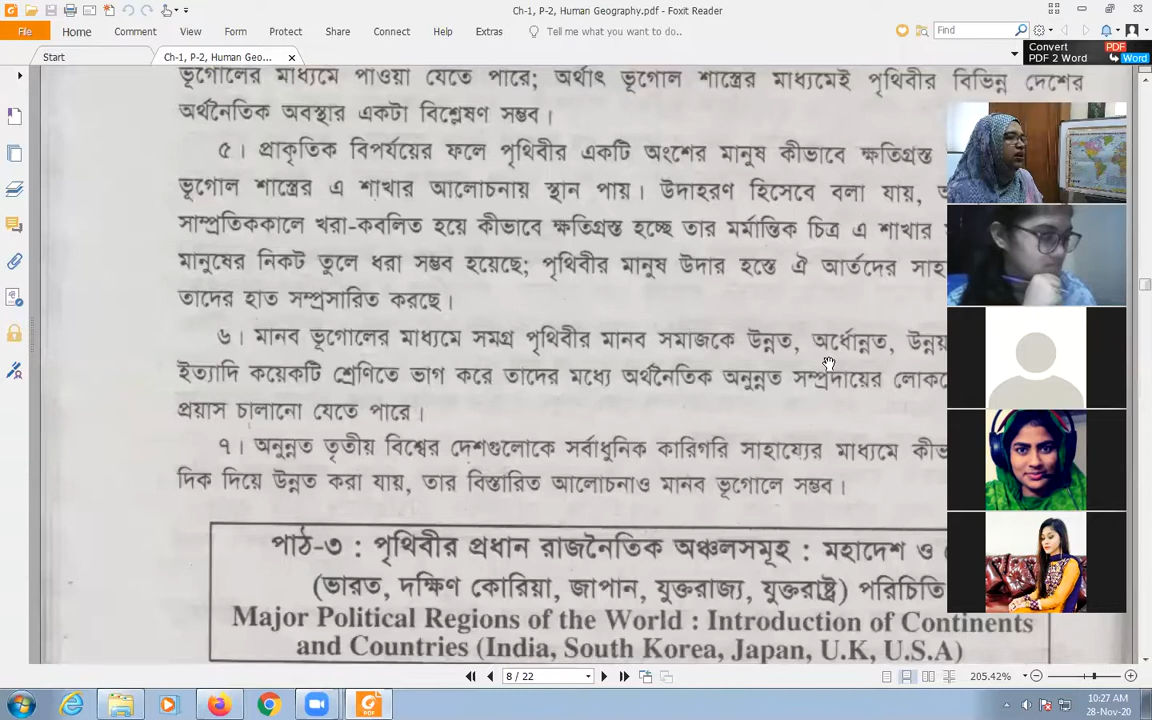 Ch-1, P-2, Human Geography.pdf - Foxit Reader
File Home Comment View Form Protect Share Connect Help Extras Tell me what you want to do.. Find
Start Ch-1, P-2, Human Geo... Convert PDF
PDF 2 Word Word
ভূগোলের মাধ্যমে পাওয়া যেতে পারে; অর্থাৎ ভূগোল শাস্ত্রের মাধ্যমেই পৃথিবীর বিভিন্ন দেশের
অর্থনৈতিক অবস্থার একটা বিশ্লেষণ সম্ভব।
৫। প্রাকৃতিক বিপর্যয়ের ফলে পৃথিবীর একটি অংশের মানুষ কীভাবে ক্ষতিগ্রস্ত
ভূগোল শাস্ত্রের এ শাখার আলোচনায় স্থান পায়। উদাহরণ হিসেবে বলা যায়,
সাম্প্রতিককালে খরা-কবলিত হয়ে কীভাবে ক্ষতিগ্রস্ত হচ্ছে তার মর্মান্তিক চিত্র এ শাখার
মানুষের নিকট তুলে ধরা সম্ভব হয়েছে; পৃথিবীর মানুষ উদার হস্তে ঐ আর্তদের
তাদের হাত সম্প্রসারিত করছে।
৬। মানব ভূগোলের মাধ্যমে সমগ্র পৃথিবীর মানব সমাজকে উন্নত, অর্ধোন্নত,
ইত্যাদি কয়েকটি শ্রেণিতে ভাগ করে তাদের মধ্যে অর্থনৈতিক অনুন্নত সম্প্রদায়ের
প্রয়াস চালানো যেতে পারে।
৭। অনুন্নত তৃতীয় বিশ্বের দেশগুলোকে সর্বাধুনিক কারিগরি সাহায্যের মাধ্যমে
দিক দিয়ে উন্নত করা যায়, তার বিস্তারিত আলোচনাও মানব ভূগোলে সম্ভব।
পাঠ-৩ : পৃথিবীর প্রধান রাজনৈতিক অঞ্চলসমূহ : মহাদেশ ও
(ভারত, দক্ষিণ কোরিয়া, জাপান, যুক্তরাজ্য, যুক্তরাষ্ট্র) পরিচিতি
Major Political Regions of the World : Introduction of Continents
and Countries (India, South Korea, Japan, U.K, U.S.A)
8 / 22 205.42%
10:27 AM
28-Nov-20